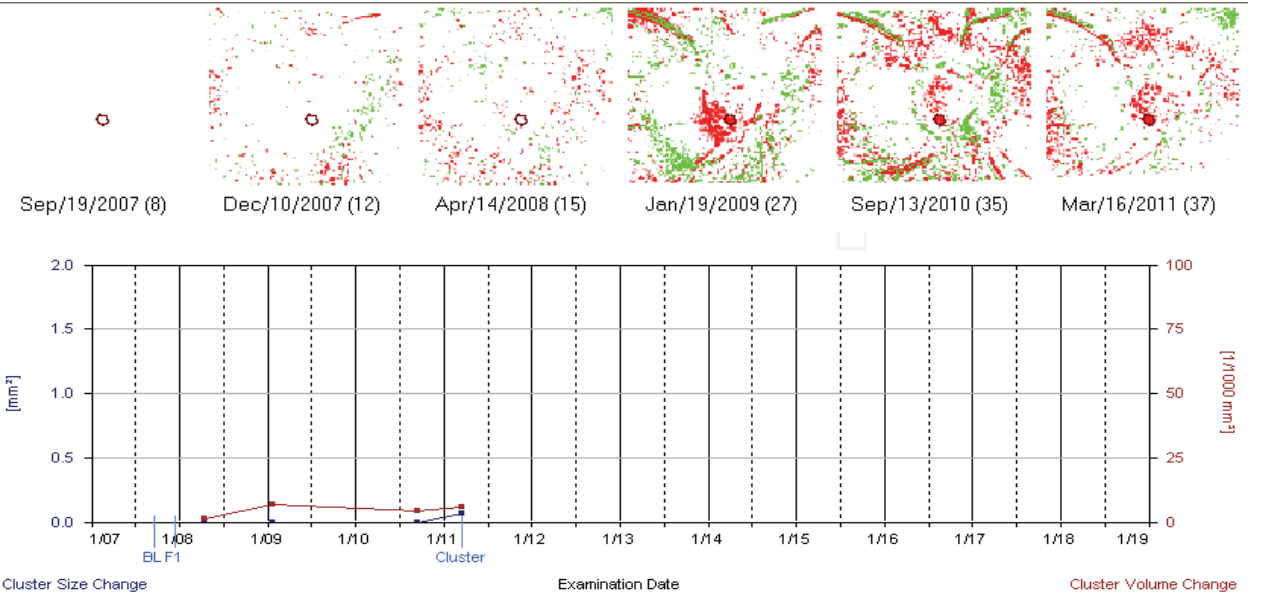 Sep/19/2007 (8) Dec/10/2007 (12) Apr/14/2008 (15) Jan/19/2009 (27) Sep/13/2010 (35) Mar/16/2011 (37)
2.0 100
1.5 75
1.0 50
0.5 25
0.0 0
[mm²]
[1/1000 mm³]
1/07 1/08 1/09 1/10 1/11 1/12 1/13 1/14 1/15 1/16 1/17 1/18 1/19
BL F1 Cluster
Cluster Size Change Examination Date Cluster Volume Change